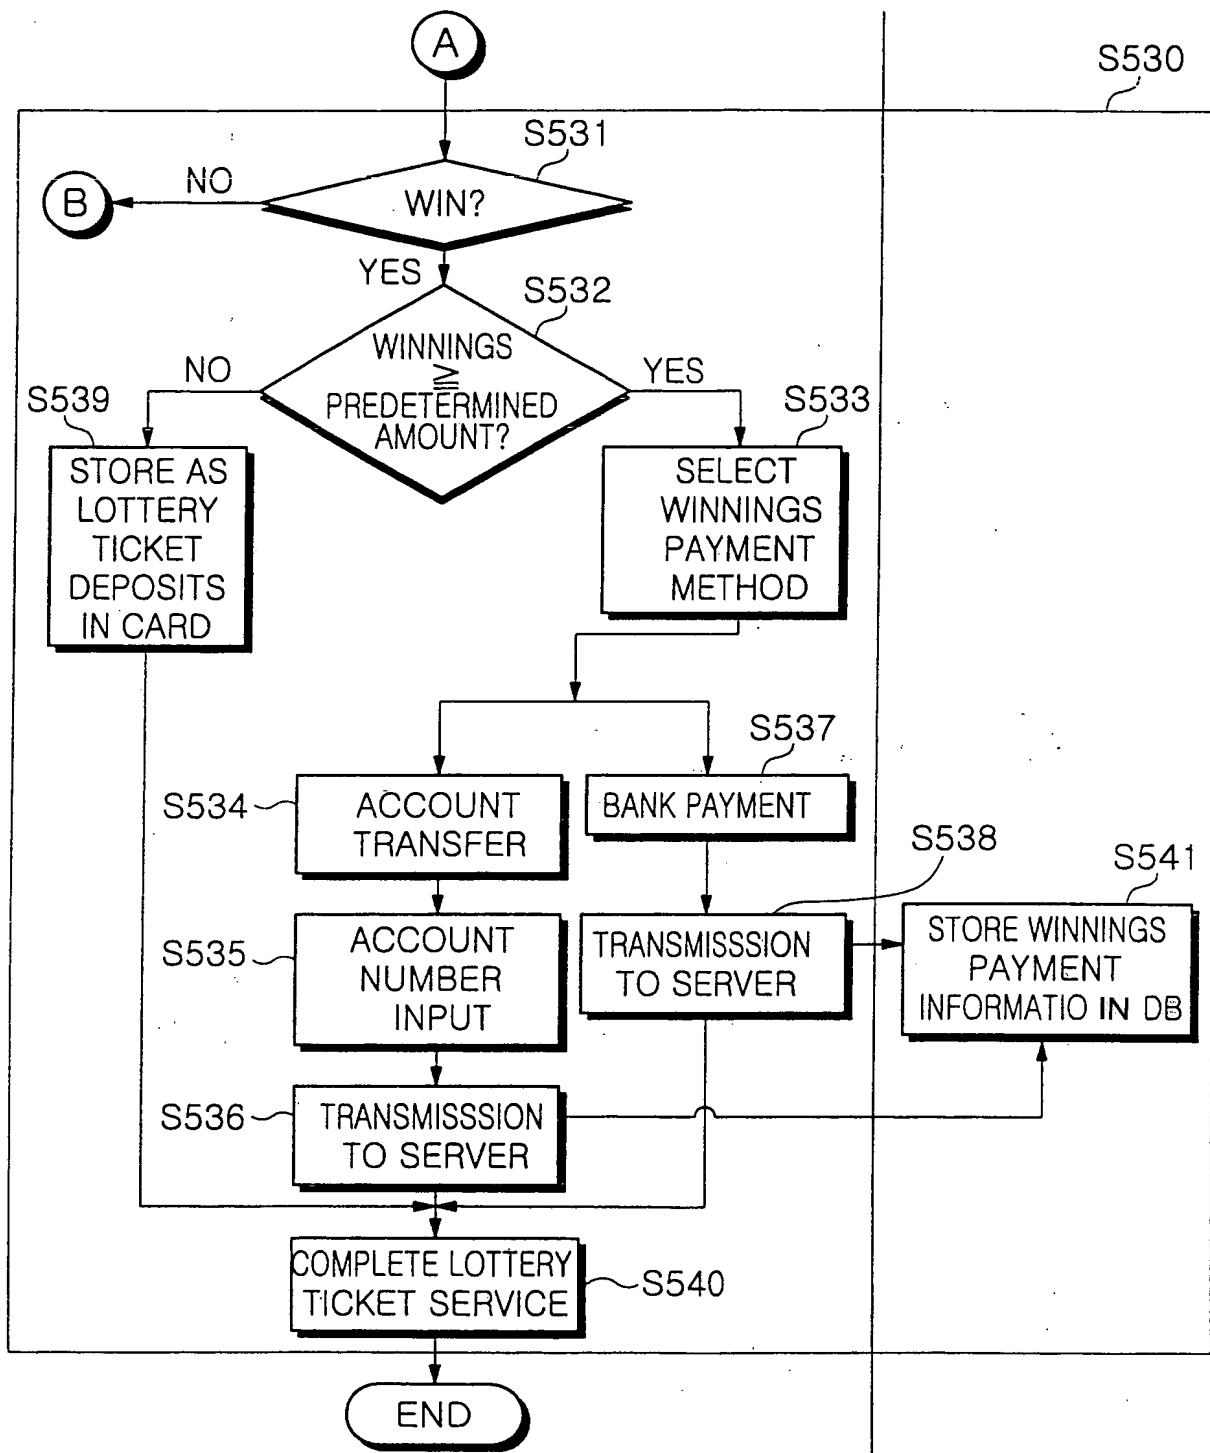 A
S530
S531
NO
B
WIN?
YES
S532
WINNINGS
≧
PREDETERMINED
AMOUNT?
NO
YES
S539
S533
STORE AS
LOTTERY
TICKET
DEPOSITS
IN CARD
SELECT
WINNINGS
PAYMENT
METHOD
S537
S534
ACCOUNT
TRANSFER
BANK PAYMENT
S538
S541
S535
ACCOUNT
NUMBER
INPUT
TRANSMISSSION
TO SERVER
STORE WINNINGS
PAYMENT
INFORMATIO IN DB
S536
TRANSMISSSION
TO SERVER
COMPLETE LOTTERY
TICKET SERVICE
S540
END